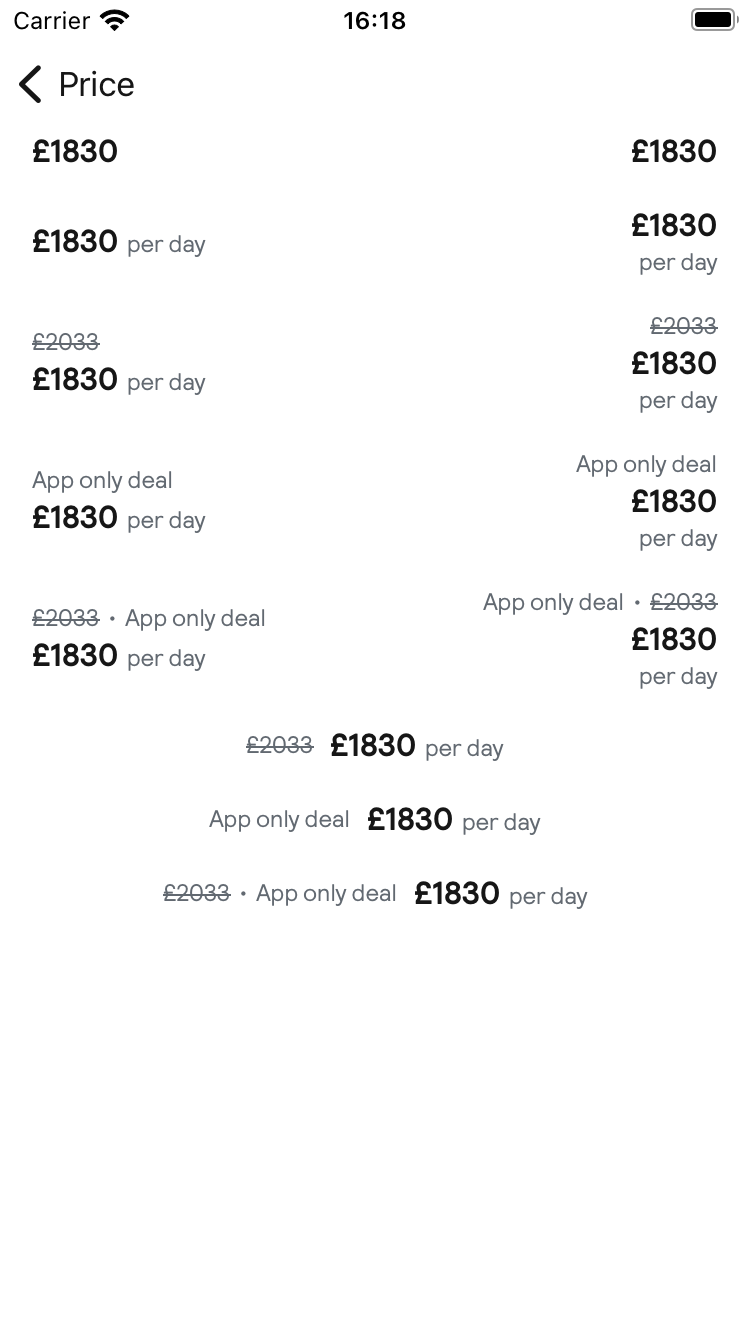 Carrier 16:18
Price
£1830 £1830
£1830 per day £1830
per day
£2033 £2033
£1830 per day £1830
per day
App only deal App only deal
£1830 per day £1830
per day
£2033 • App only deal App only deal • £2033
£1830 per day £1830
per day
£2033 £1830 per day
App only deal £1830 per day
£2033 • App only deal £1830 per day